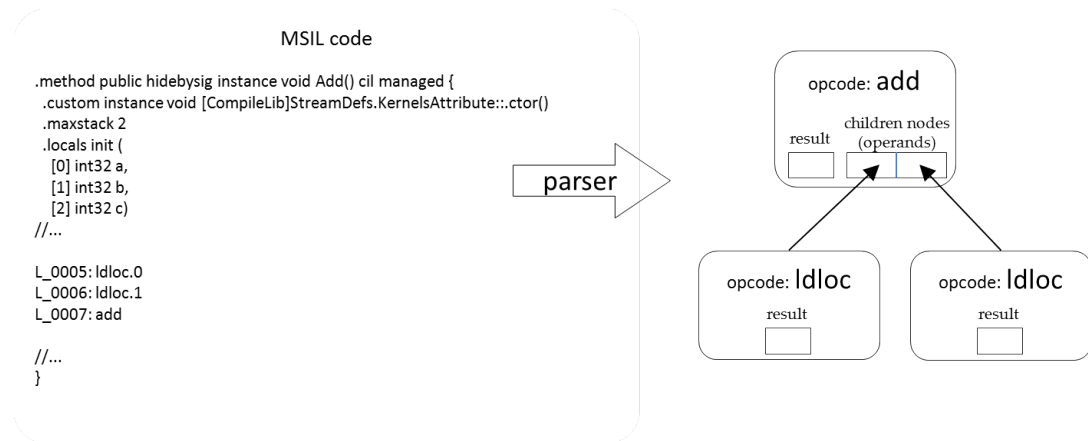 MSIL code
.method public hidebysig instance void Add() cil managed {
.custom instance void [CompileLib]StreamDefs.KernelsAttribute::.ctor()
.maxstack 2
.locals init (
[0] int32 a,
[1] int32 b,
[2] int32 c)
//...
L_0005: ldloc.0
L_0006: ldloc.1
L_0007: add
//...
}
parser
opcode: add
children nodes
result (operands)
opcode: ldloc
result
opcode: ldloc
result